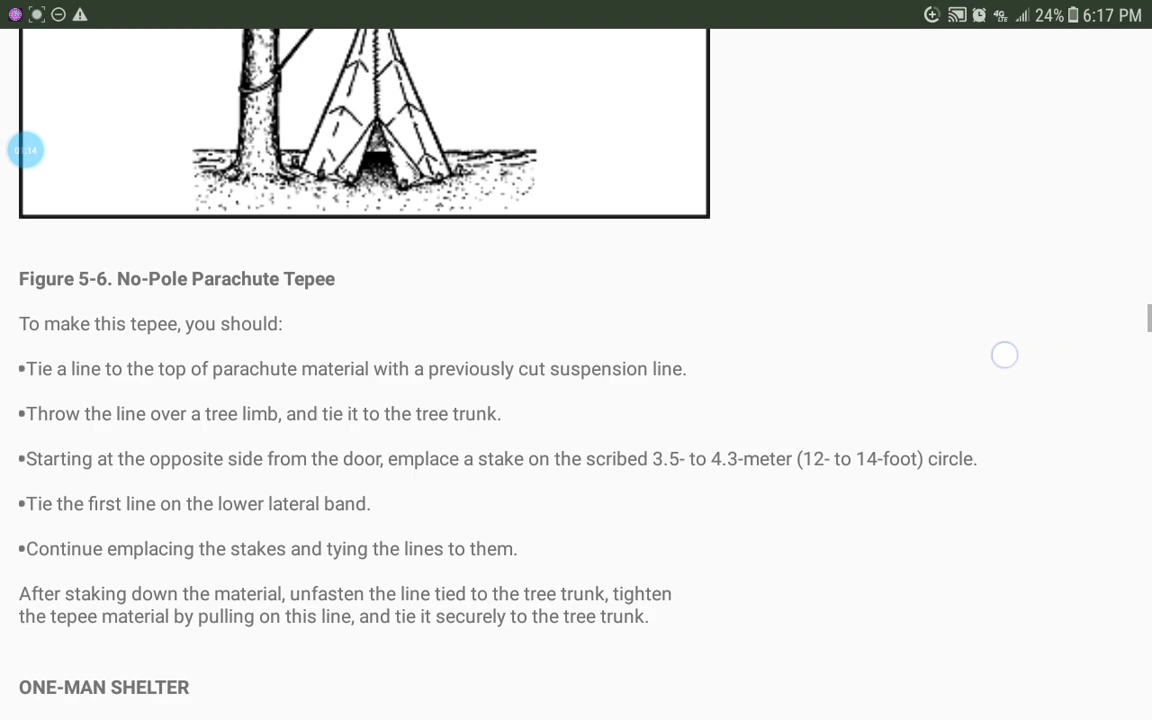 24% 6:17 PM
Figure 5-6. No-Pole Parachute Tepee
To make this tepee, you should:
•Tie a line to the top of parachute material with a previously cut suspension line.
•Throw the line over a tree limb, and tie it to the tree trunk.
•Starting at the opposite side from the door, emplace a stake on the scribed 3.5- to 4.3-meter (12- to 14-foot) circle.
•Tie the first line on the lower lateral band.
•Continue emplacing the stakes and tying the lines to them.
After staking down the material, unfasten the line tied to the tree trunk, tighten
the tepee material by pulling on this line, and tie it securely to the tree trunk.
ONE-MAN SHELTER